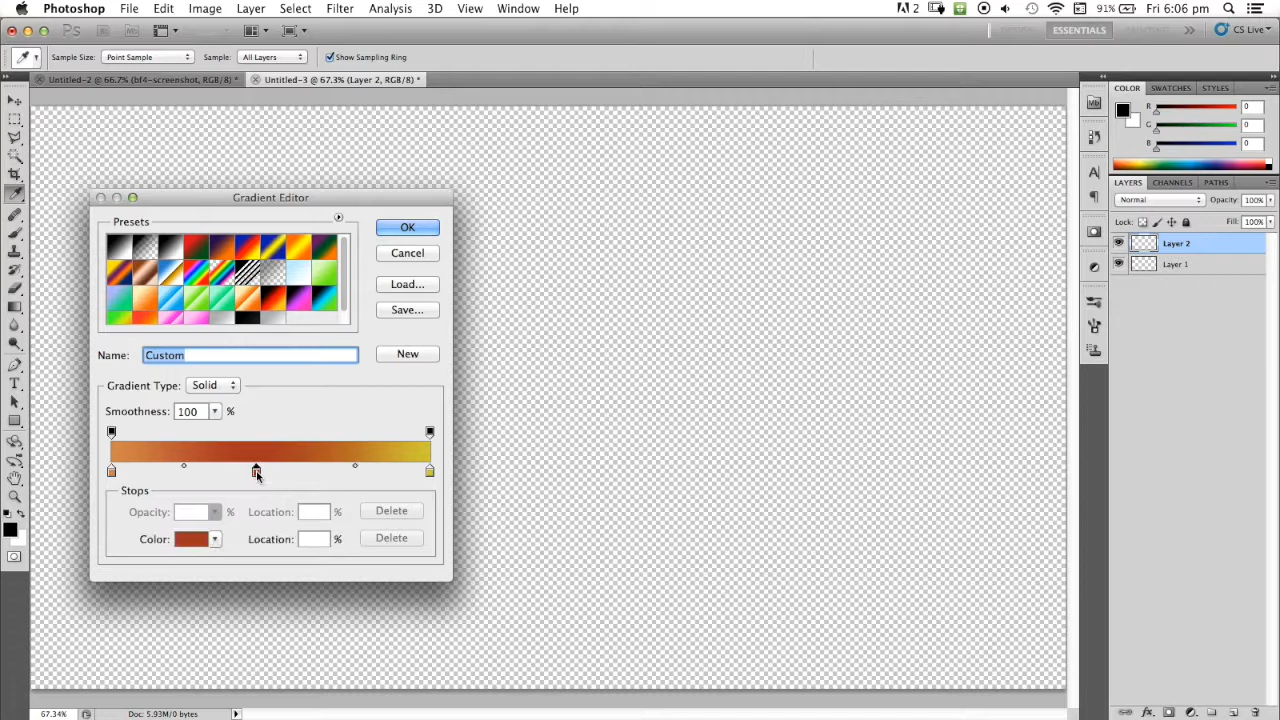 Photoshop File Edit Image Layer Select Filter Analysis 3D View Window Help 2 91% Fri 6:06 pm
Ps Br Mb ESSENTIALS CS Live
Sample Size: Point Sample Sample: All Layers Show Sampling Ring
Untitled-2 @ 66.7% (bf4-screenshot, RGB/8) * Untitled-3 @ 67.3% (Layer 2, RGB/8) *
COLOR SWATCHES STYLES
Mb
R 0
G 0
B 0
LAYERS CHANNELS PATHS
Normal Opacity: 100%
Lock: Fill: 100%
Layer 2
Layer 1
Gradient Editor
Presets
OK
Cancel
Load...
Save...
Name: Custom New
Gradient Type: Solid
Smoothness: 100 %
Stops
Opacity: % Location: % Delete
Color: Location: % Delete
67.34% Doc: 5.93M/0 bytes